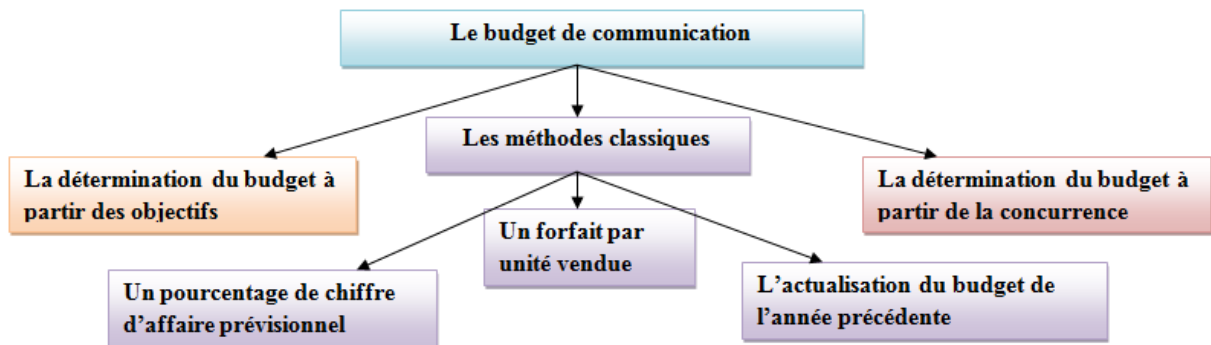 Le budget de communication
Les méthodes classiques
La détermination du budget à
partir des objectifs
La détermination du budget à
partir de la concurrence
Un forfait par
unité vendue
Un pourcentage de chiffre
d'affaire prévisionnel
L'actualisation du budget de
l'année précédente